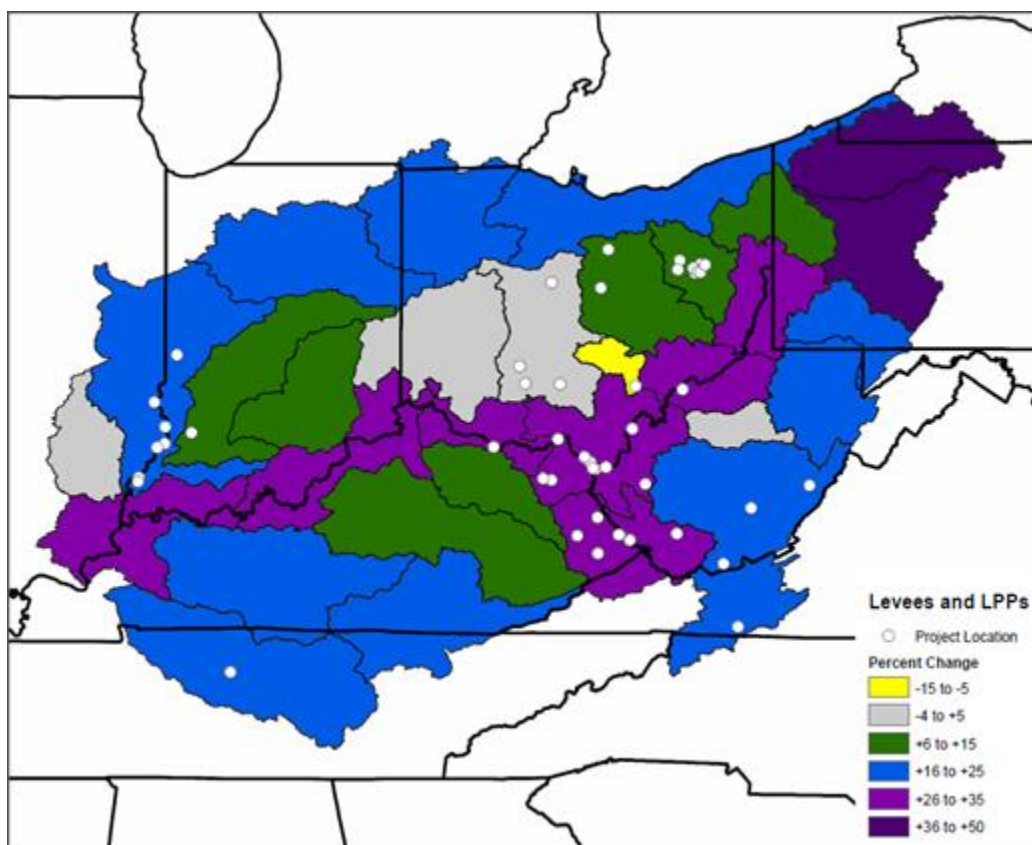 Levees and LPPs
Project Location
Percent Change
-15 to -5
-4 to +5
+6 to +15
+16 to +25
+26 to +35
+36 to +50